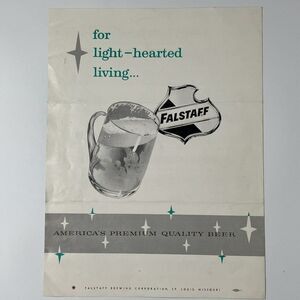 for
light-hearted
living...
FALSTAFF
AMERICA'S PREMIUM QUALITY BEER
FALSTAFF BREWING CORPORATION, ST. LOUIS, MISSOURI